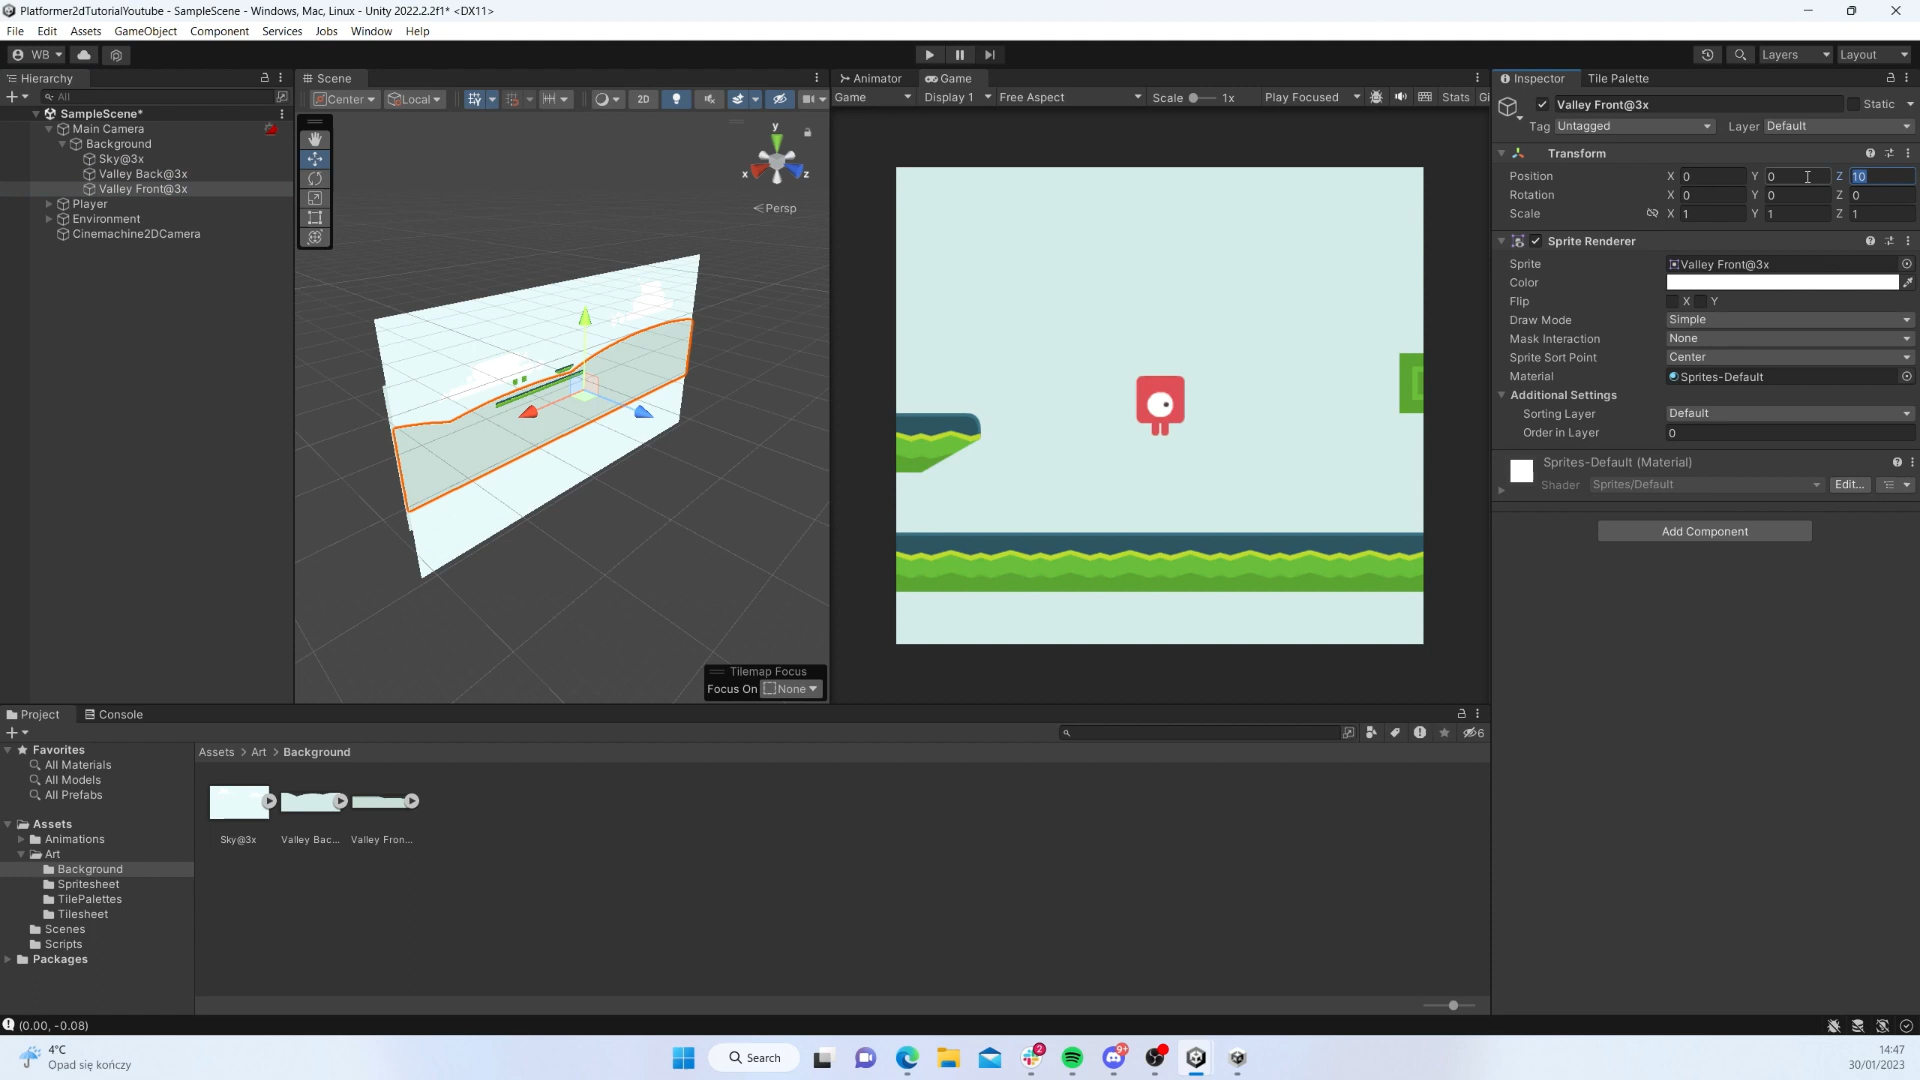 Platformer2dTutorialYoutube - SampleScene - Windows, Mac, Linux - Unity 2022.2.2f1* <DX11>
File Edit Assets GameObject Component Services Jobs Window Help
WB
Layers Layout
Hierarchy
All
SampleScene*
Main Camera
Background
Sky@3x
Valley Back@3x
Valley Front@3x
Player
Environment
Cinemachine2DCamera
Scene
Center Local 2D
y
x
z
Persp
Tilemap Focus
Focus On None
Animator Game
Game Display 1 Free Aspect Scale 1x Play Focused Stats Gi
Inspector Tile Palette
Valley Front@3x Static
Tag Untagged Layer Default
Transform
Position X 0 Y 0 Z 10
Rotation X 0 Y 0 Z 0
Scale X 1 Y 1 Z 1
Sprite Renderer
Sprite Valley Front@3x
Color
Flip X Y
Draw Mode Simple
Mask Interaction None
Sprite Sort Point Center
Material Sprites-Default
Additional Settings
Sorting Layer Default
Order in Layer 0
Sprites-Default (Material)
Shader Sprites/Default Edit...
Add Component
Project Console
6
Favorites
All Materials
All Models
All Prefabs
Assets
Animations
Art
Background
Spritesheet
TilePalettes
Tilesheet
Scenes
Scripts
Packages
Assets > Art > Background
Sky@3x Valley Bac... Valley Fron...
(0.00, -0.08)
4°C
Opad się kończy
Search
2
9+
14:47
30/01/2023